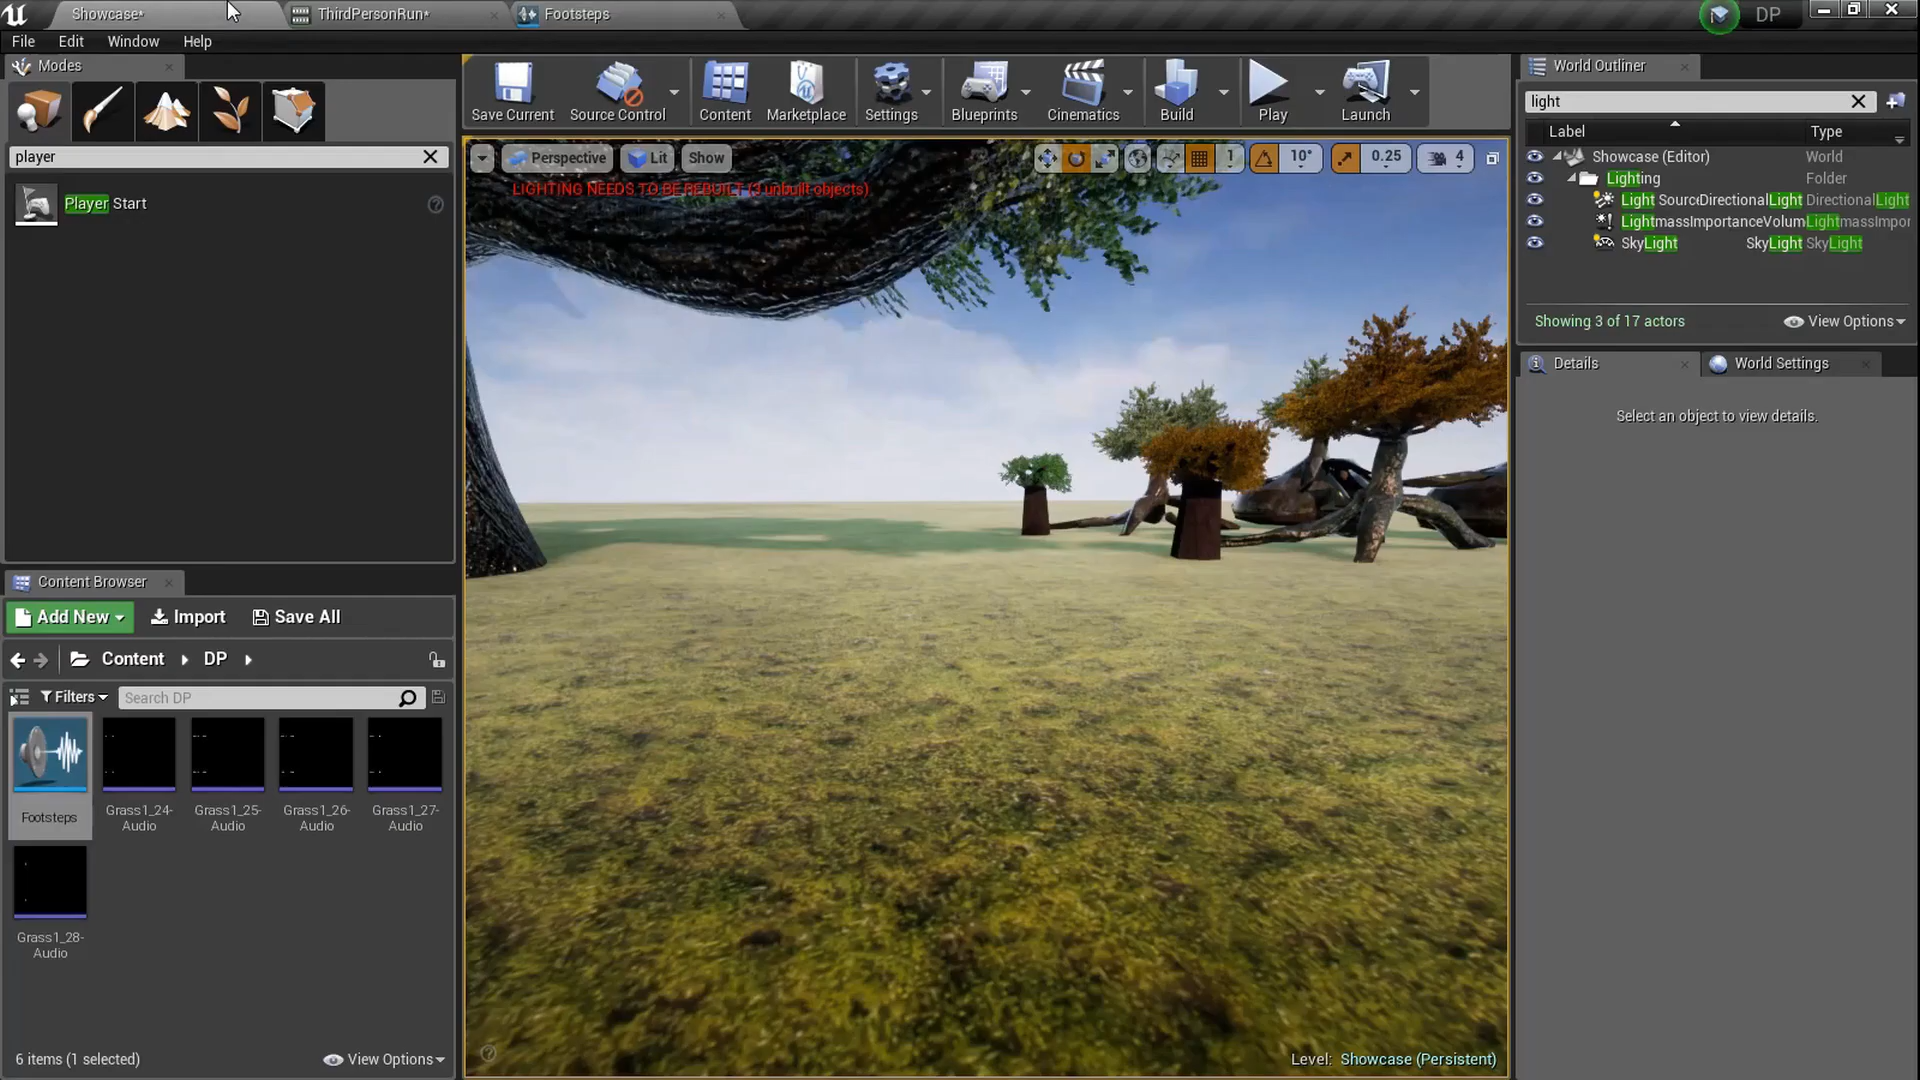 Showcase*
ThirdPersonRun*
Footsteps
DP
File Edit Window Help
Modes
Save Current
Source Control
Content
Marketplace
Settings
Blueprints
Cinematics
Build
Play
Launch
World Outliner
light
Label
Type
player
Perspective
Lit
Show
1
10°
0.25
4
Showcase (Editor) World
LIGHTING NEEDS TO BE REBUILT (3 unbuilt objects)
Lighting Folder
Player Start
Light SourceDirectionalLight DirectionalLight
LightmassImportanceVolum LightmassImpor
SkyLight SkyLight SkyLight
Showing 3 of 17 actors
View Options
Details
World Settings
Select an object to view details.
Content Browser
Add New
Import
Save All
Content
DP
Filters
Search DP
Footsteps
Grass1_24-
Audio
Grass1_25-
Audio
Grass1_26-
Audio
Grass1_27-
Audio
Grass1_28-
Audio
6 items (1 selected)
View Options
Level: Showcase (Persistent)